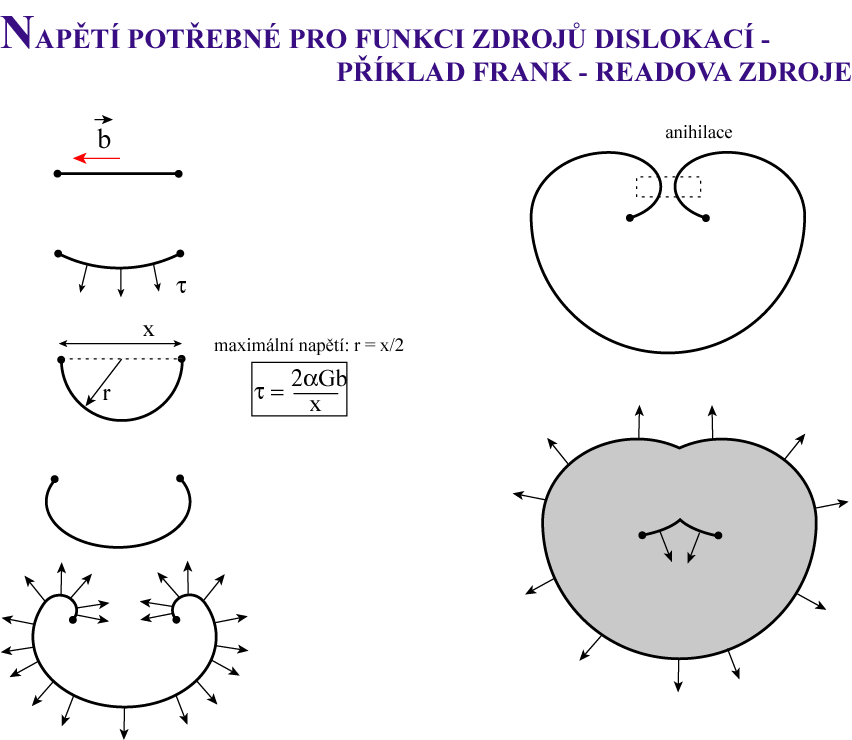 NAPĚTÍ POTŘEBNÉ PRO FUNKCI ZDROJŮ DISLOKACÍ -
PŘÍKLAD FRANK - READOVA ZDROJE
b
τ
x
maximální napětí: r = x/2
r
τ = 2αGb
x
anihilace